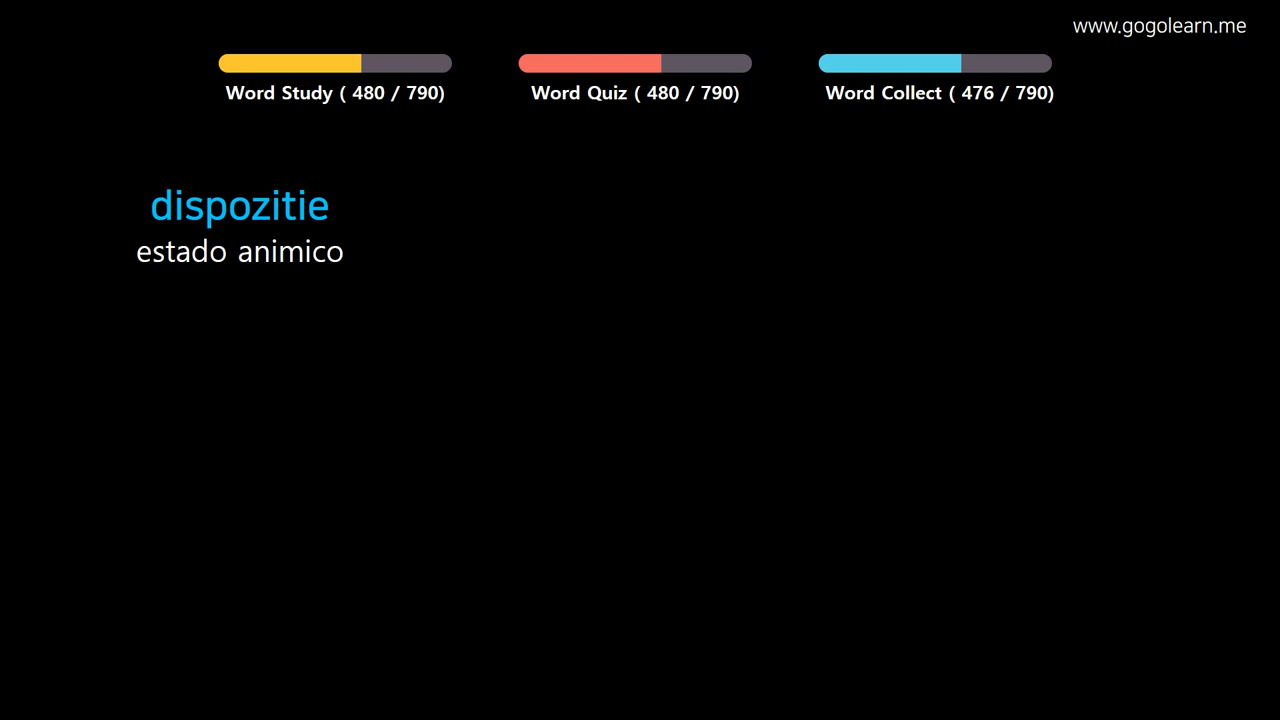 www.gogolearn.me
Word Study ( 480 / 790)
Word Quiz ( 480 / 790)
Word Collect ( 476 / 790)
dispozitie
estado animico